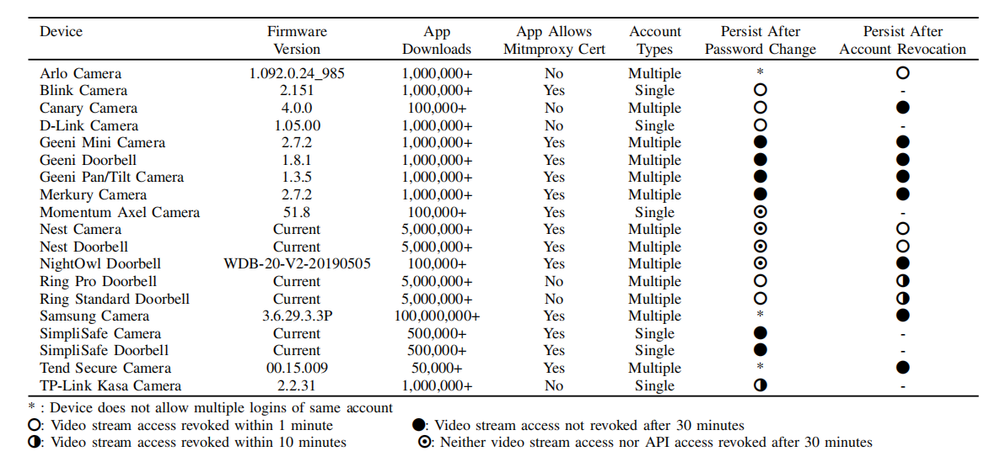 Device Firmware Version App Downloads App Allows Mitmproxy Cert Account Types Persist After Password Change Persist After Account Revocation
Arlo Camera 1.092.0.24_985 1,000,000+ No Multiple * ○
Blink Camera 2.151 1,000,000+ Yes Single ○ -
Canary Camera 4.0.0 100,000+ No Multiple ○ ●
D-Link Camera 1.05.00 1,000,000+ No Single ○ -
Geeni Mini Camera 2.7.2 1,000,000+ Yes Multiple ● ●
Geeni Doorbell 1.8.1 1,000,000+ Yes Multiple ● ●
Geeni Pan/Tilt Camera 1.3.5 1,000,000+ Yes Multiple ● ●
Merkury Camera 2.7.2 1,000,000+ Yes Multiple ● ●
Momentum Axel Camera 51.8 100,000+ Yes Single ⊙ -
Nest Camera Current 5,000,000+ Yes Multiple ⊙ ○
Nest Doorbell Current 5,000,000+ Yes Multiple ⊙ ○
NightOwl Doorbell WDB-20-V2-20190505 100,000+ Yes Multiple ⊙ ●
Ring Pro Doorbell Current 5,000,000+ No Multiple ○ ◑
Ring Standard Doorbell Current 5,000,000+ No Multiple ○ ◑
Samsung Camera 3.6.29.3.3P 100,000,000+ Yes Multiple * ●
SimpliSafe Camera Current 500,000+ Yes Single ● -
SimpliSafe Doorbell Current 500,000+ Yes Single ● -
Tend Secure Camera 00.15.009 50,000+ Yes Multiple * ●
TP-Link Kasa Camera 2.2.31 1,000,000+ No Single ◑ -
* : Device does not allow multiple logins of same account
○: Video stream access revoked within 1 minute ●: Video stream access not revoked after 30 minutes
◑: Video stream access revoked within 10 minutes ⊙: Neither video stream access nor API access revoked after 30 minutes